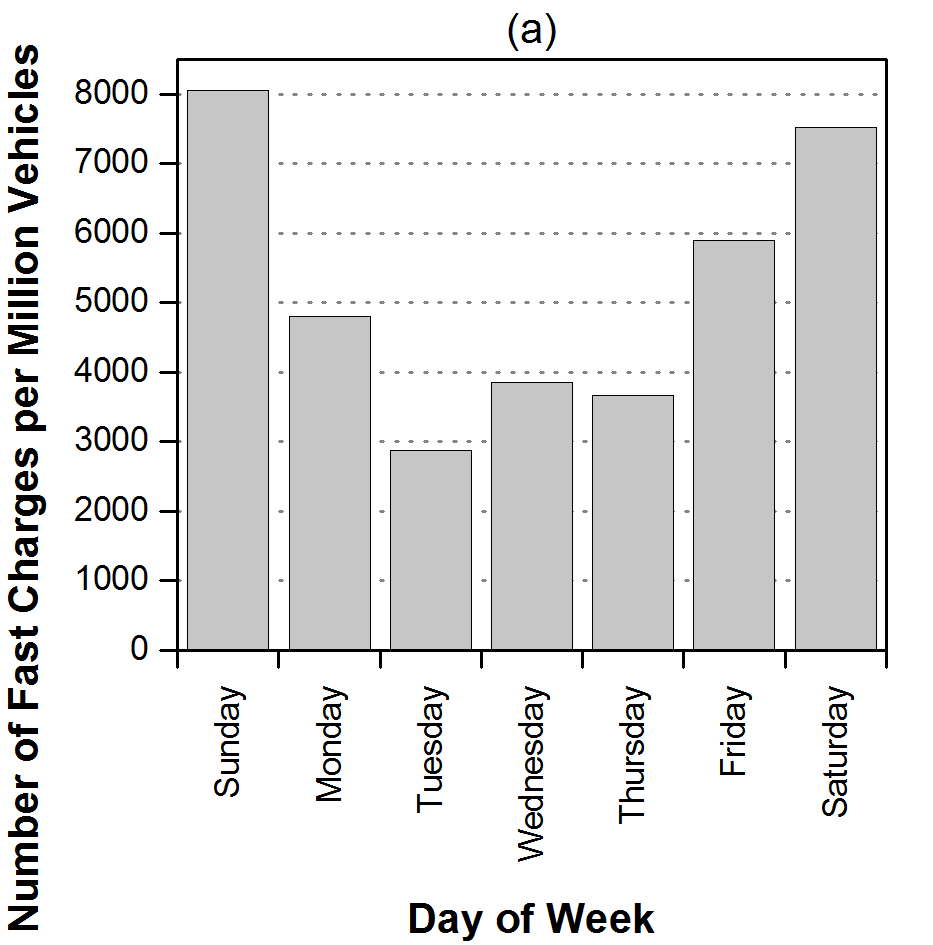 (a)
Number of Fast Charges per Million Vehicles
8000
7000
6000
5000
4000
3000
2000
1000
0
Sunday
Monday
Tuesday
Wednesday
Thursday
Friday
Saturday
Day of Week